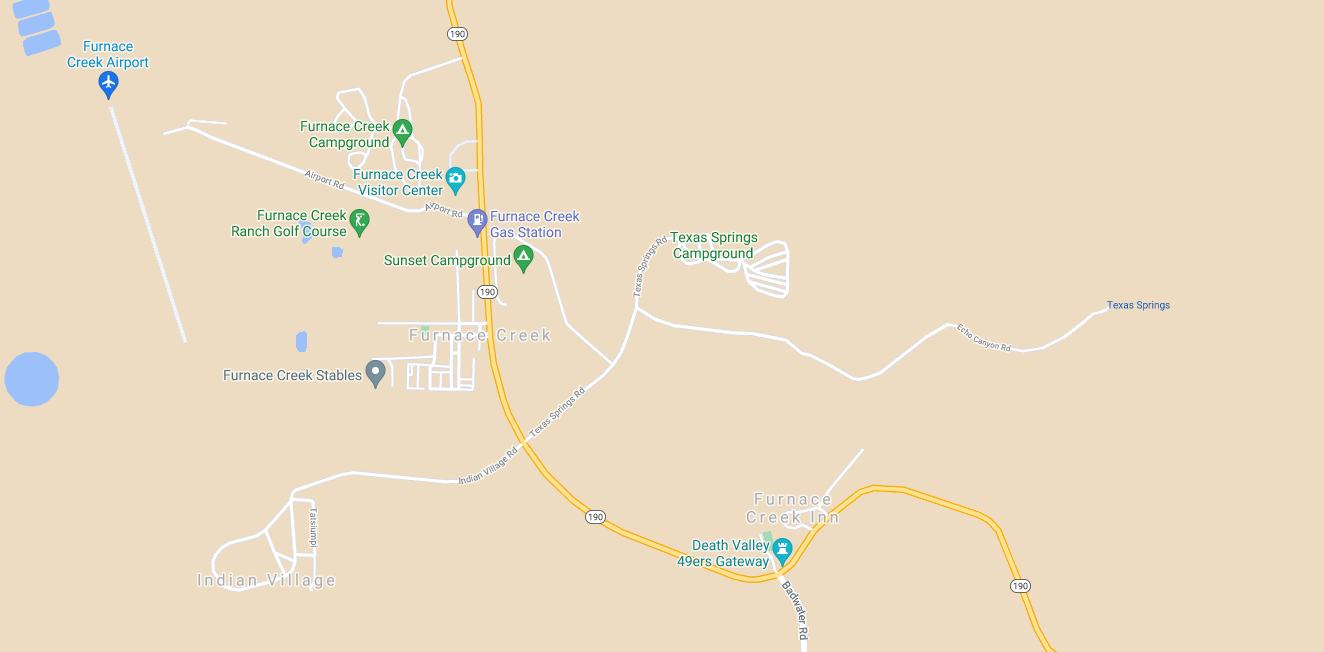 190
Furnace
Creek Airport
Furnace Creek
Campground
Airport Rd
Furnace Creek
Visitor Center
Airport Rd
Furnace Creek
Ranch Golf Course
Furnace Creek
Gas Station
Sunset Campground
Texas Springs Rd
Texas Springs
Campground
190
Texas Springs
Furnace Creek
Echo Canyon Rd
Furnace Creek Stables
Texas Springs Rd
Indian Village Rd
Tatsiumpi
190
Furnace
Creek Inn
Death Valley
49ers Gateway
Indian Village
190
Badwater Rd